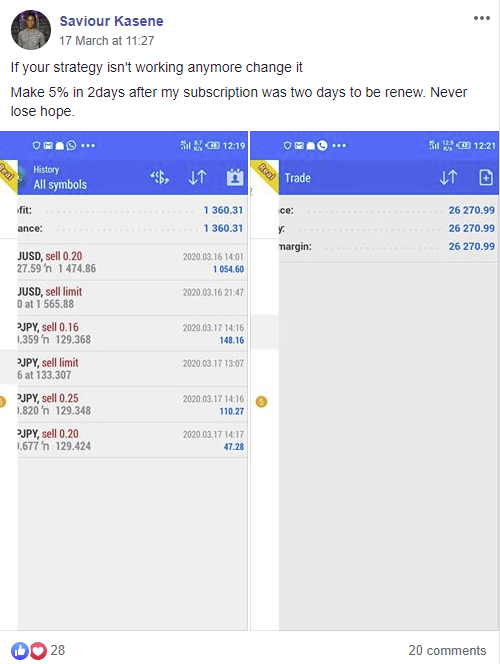 Saviour Kasene
17 March at 11:27
If your strategy isn't working anymore change it
Make 5% in 2days after my subscription was two days to be renew. Never
lose hope.
12:19
History
All symbols
Real
ofit: 1 360.31
ance: 1 360.31
UUSD, sell 0.20 2020.03.16 14:01
27.59 'n 1 474.86 1 054.60
UUSD, sell limit 2020.03.16 21:47
0 at 1 565.88
PJPY, sell 0.16 2020.03.17 14:16
.359 'n 129.368 148.16
PJPY, sell limit 2020.03.17 13:07
6 at 133.307
PJPY, sell 0.25 2020.03.17 14:16
.820 'n 129.348 110.27
PJPY, sell 0.20 2020.03.17 14:17
.677 'n 129.424 47.28
12:21
Real
Trade
ce: 26 270.99
y: 26 270.99
margin: 26 270.99
5
28
20 comments